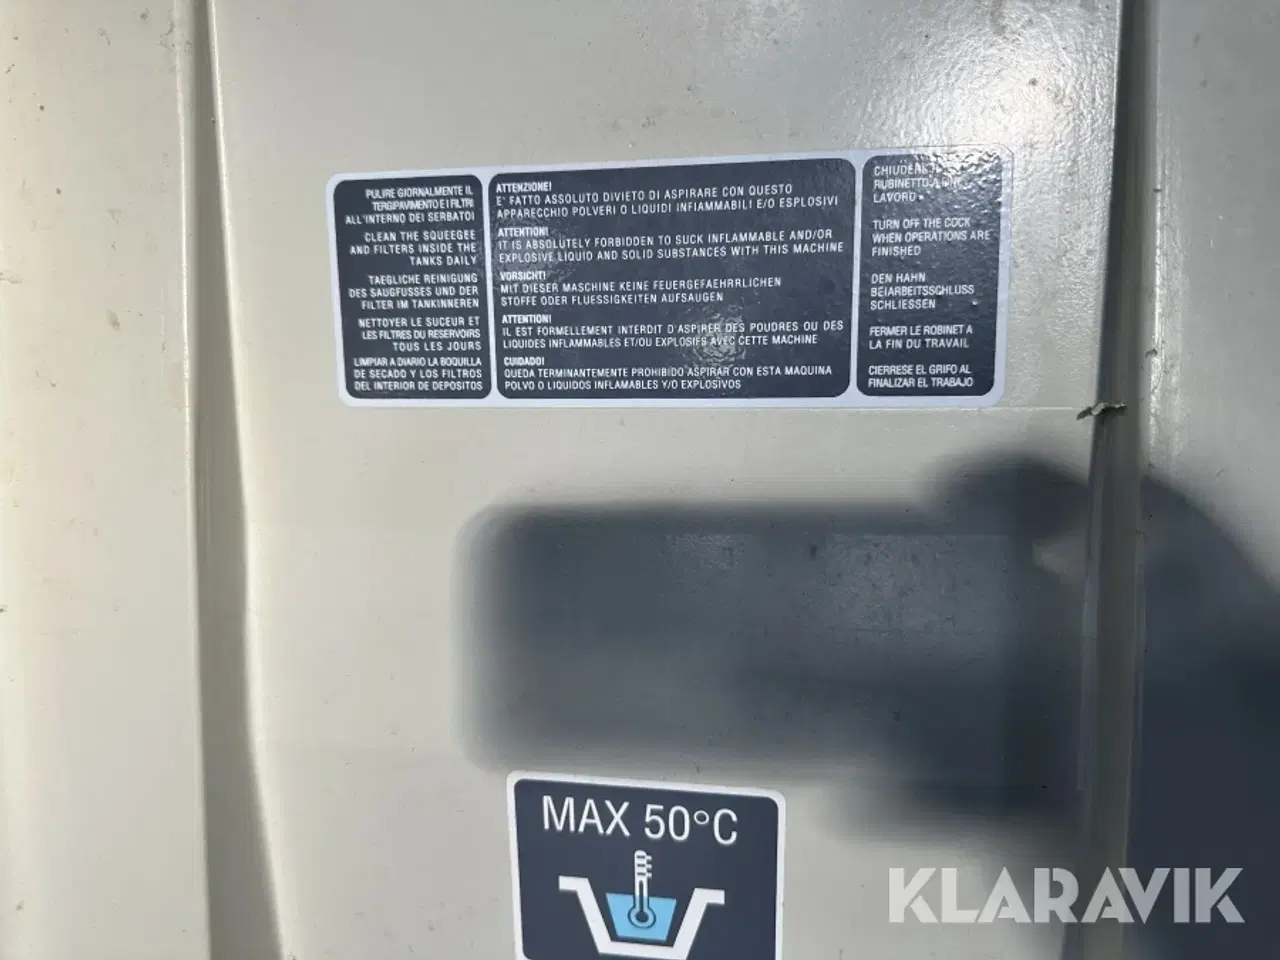 PULIRE GIORNALMENTE IL
TERGIPAVIMENTO E I FILTRI
ALL'INTERNO DEI SERBATOI
CLEAN THE SQUEEGEE
AND FILTERS INSIDE THE
TANKS DAILY
TAEGLICHE REINIGUNG
DES SAUGFUSSES UND DER
FILTER IM TANKINNEREN
NETTOYER LE SUCEUR ET
LES FILTRES DU RESERVOIRS
TOUS LES JOURS
LIMPIAR A DIARIO LA BOQUILLA
DE SECADO Y LOS FILTROS
DEL INTERIOR DE DEPOSITOS
ATTENZIONE!
E' FATTO ASSOLUTO DIVIETO DI ASPIRARE CON QUESTO
APPARECCHIO POLVERI O LIQUIDI INFIAMMABILI E/O ESPLOSIVI
ATTENTION!
IT IS ABSOLUTELY FORBIDDEN TO SUCK INFLAMMABLE AND/OR
EXPLOSIVE LIQUID AND SOLID SUBSTANCES WITH THIS MACHINE
VORSICHT!
MIT DIESER MASCHINE KEINE FEUERGEFAEHRRLICHEN
STOFFE ODER FLUESSIGKEITEN AUFSAUGEN
ATTENTION!
IL EST FORMELLEMENT INTERDIT D'ASPIRER DES POUDRES OU DES
LIQUIDES INFLAMMABLES ET/OU EXPLOSIFS AVEC CETTE MACHINE
CUIDADO!
QUEDA TERMINANTEMENTE PROHIBIDO ASPIRAR CON ESTA MAQUINA
POLVO O LIQUIDOS INFLAMABLES Y/O EXPLOSIVOS
CHIUDERE IL
RUBINETTO A FINE
LAVORO
TURN OFF THE COCK
WHEN OPERATIONS ARE
FINISHED
DEN HAHN
BEIARBEITSSCHLUSS
SCHLIESSEN
FERMER LE ROBINET A
LA FIN DU TRAVAIL
CIERRESE EL GRIFO AL
FINALIZAR EL TRABAJO
MAX 50°C
KLARAVIK